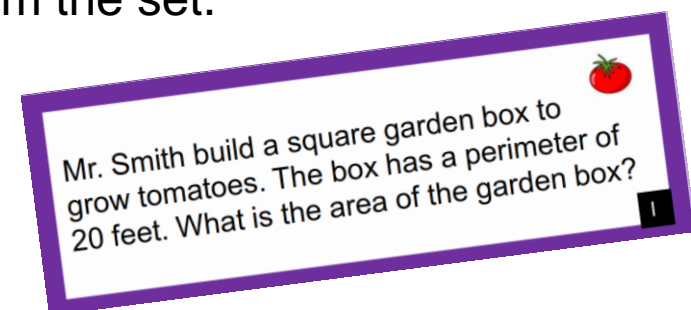 m the set.
Mr. Smith build a square garden box to
grow tomatoes. The box has a perimeter of
20 feet. What is the area of the garden box?
I